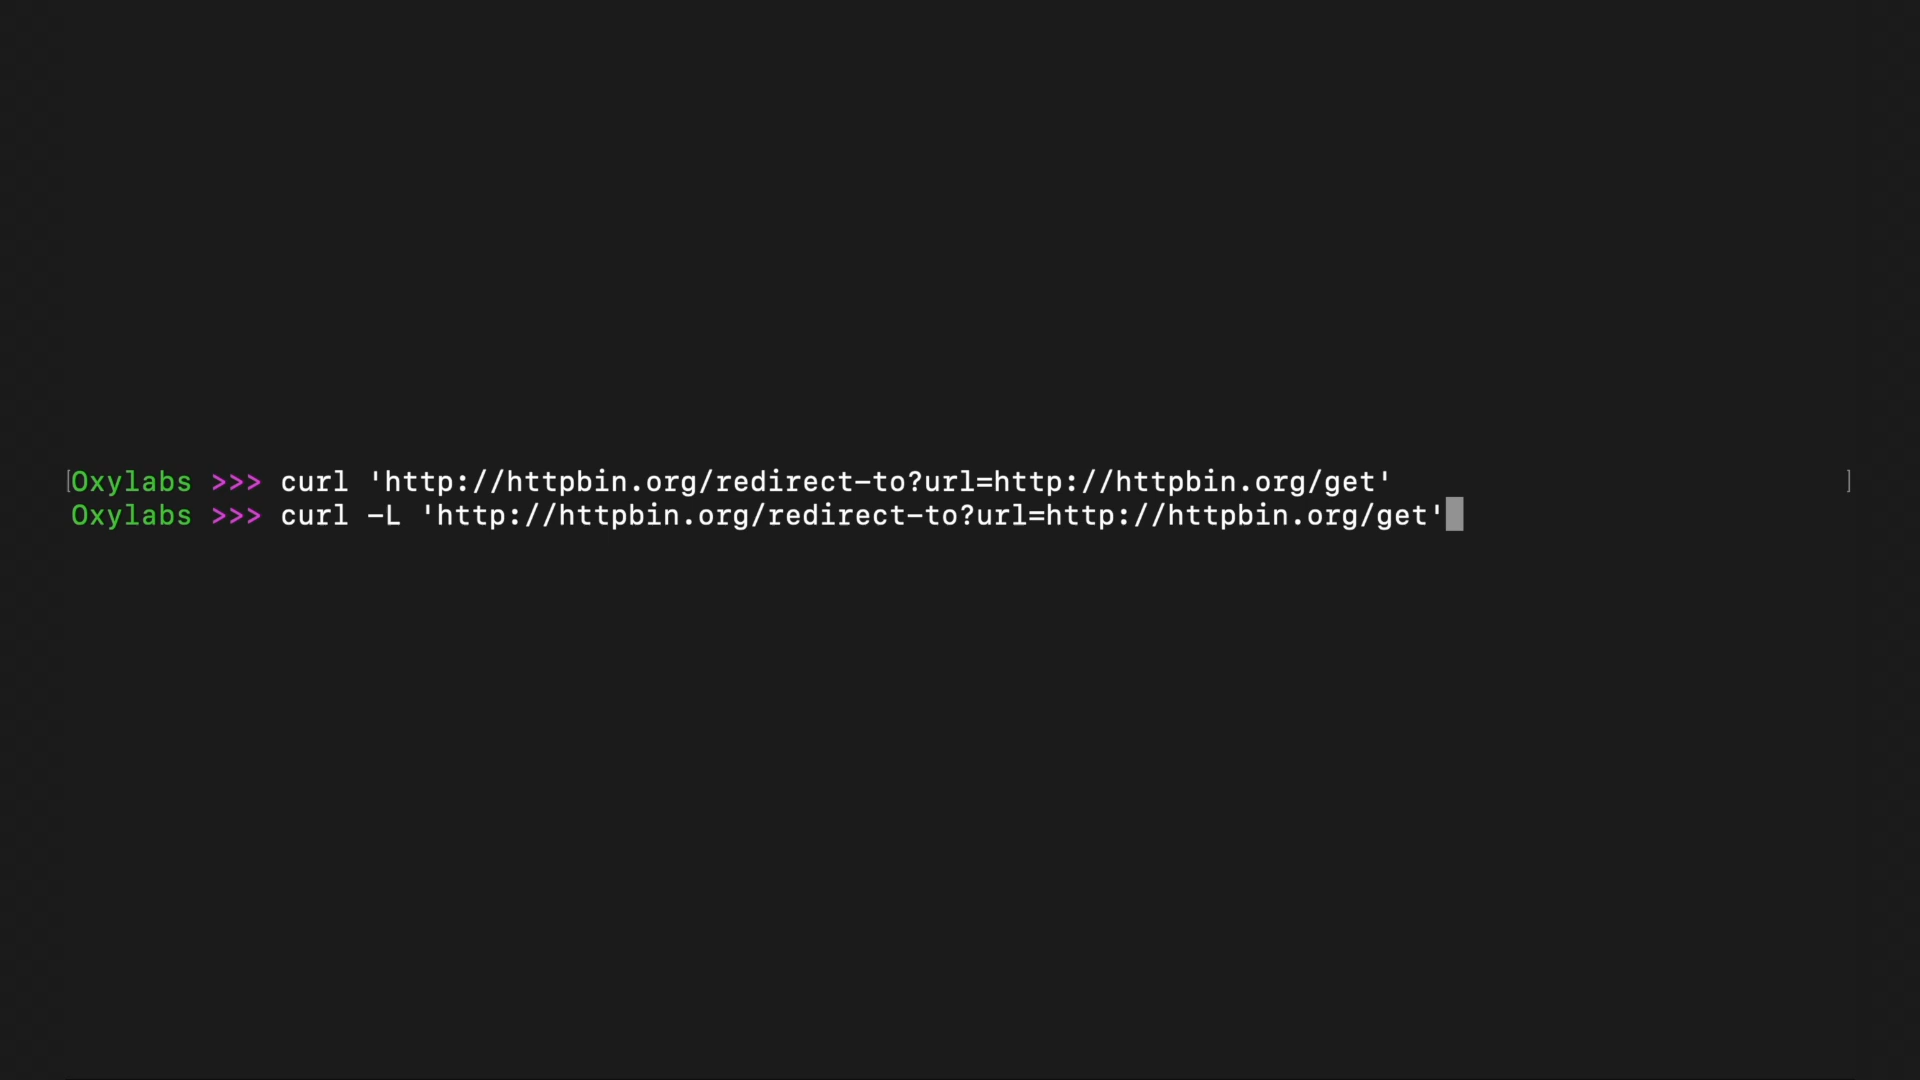 [Oxylabs >>> curl 'http://httpbin.org/redirect-to?url=http://httpbin.org/get' ]
Oxylabs >>> curl -L 'http://httpbin.org/redirect-to?url=http://httpbin.org/get'